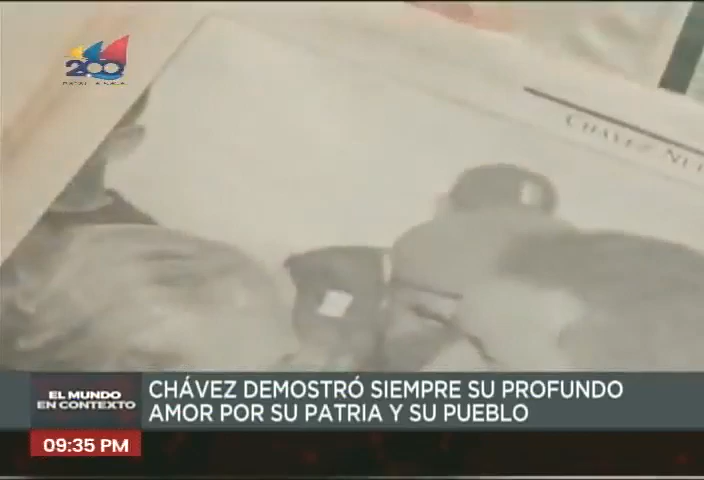 200
CHÁVEZ
EL MUNDO
EN CONTEXTO
CHÁVEZ DEMOSTRÓ SIEMPRE SU PROFUNDO
AMOR POR SU PATRIA Y SU PUEBLO
09:35 PM